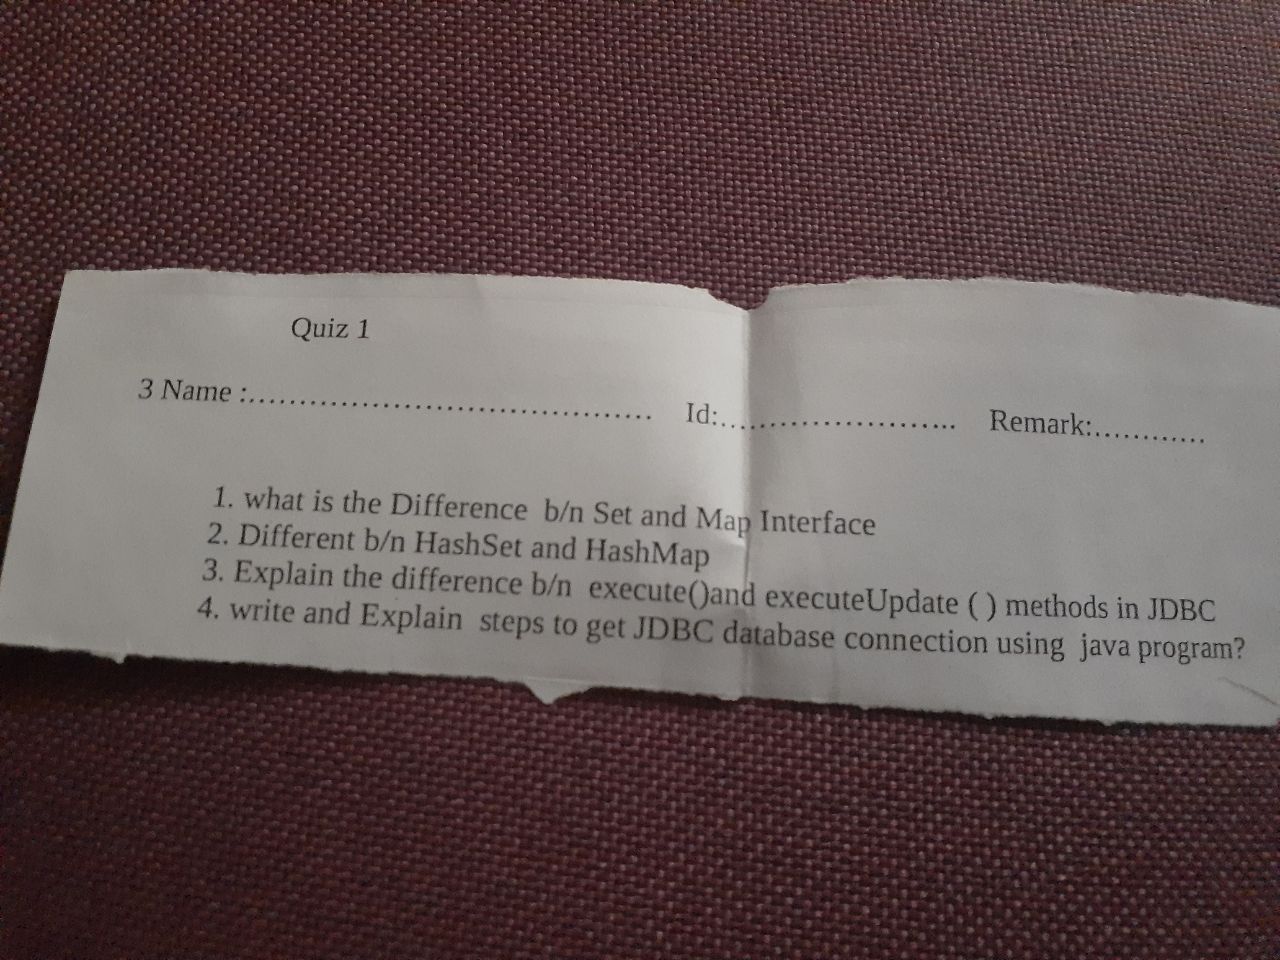 Quiz 1
3 Name :....................................... Id:....................... Remark:............
1. what is the Difference b/n Set and Map Interface
2. Different b/n HashSet and HashMap
3. Explain the difference b/n execute()and executeUpdate ( ) methods in JDBC
4. write and Explain steps to get JDBC database connection using java program?